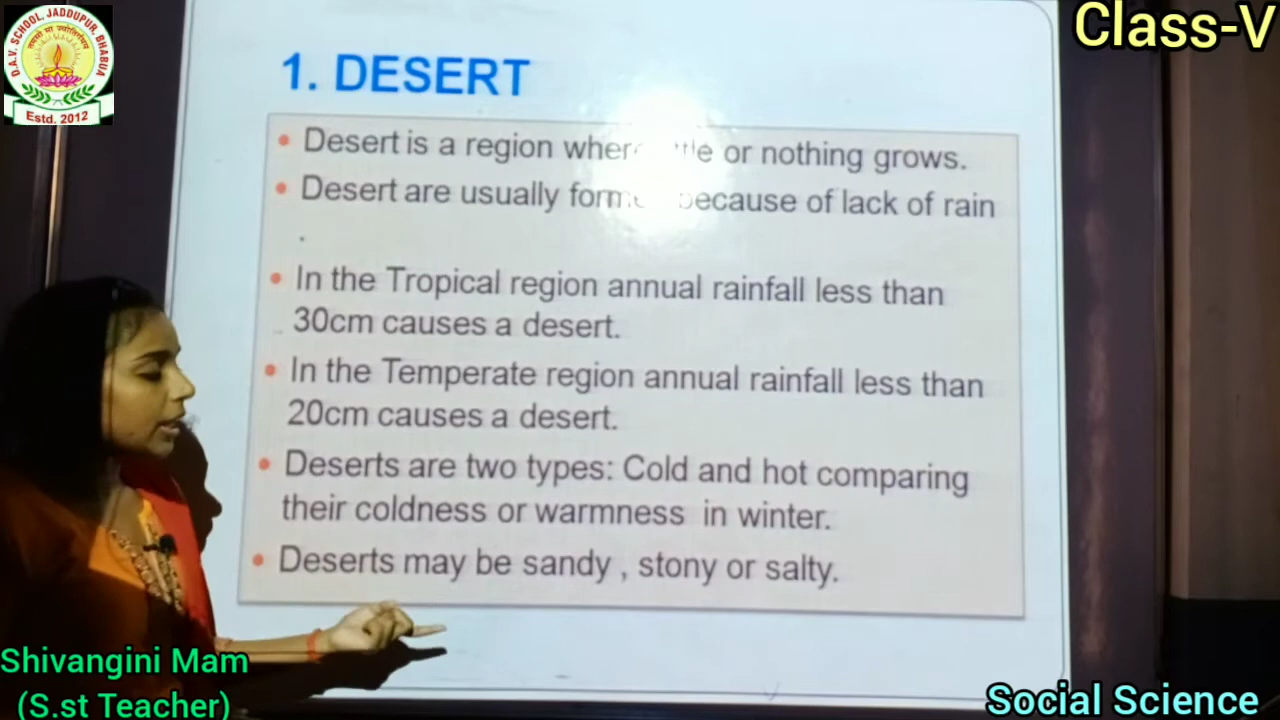 D.A.V. SCHOOL, JADDUPUR, BHABUA
तमसो मा ज्योतिर्गमय
Estd. 2012
Class-V
1. DESERT
• Desert is a region where little or nothing grows.
• Desert are usually because of lack of rain
.
• In the Tropical region annual rainfall less than
30cm causes a desert.
• In the Temperate region annual rainfall less than
20cm causes a desert.
• Deserts are two types: Cold and hot comparing
their coldness or warmness in winter.
• Deserts may be sandy , stony or salty.
Shivangini Mam
(S.st Teacher)
Social Science